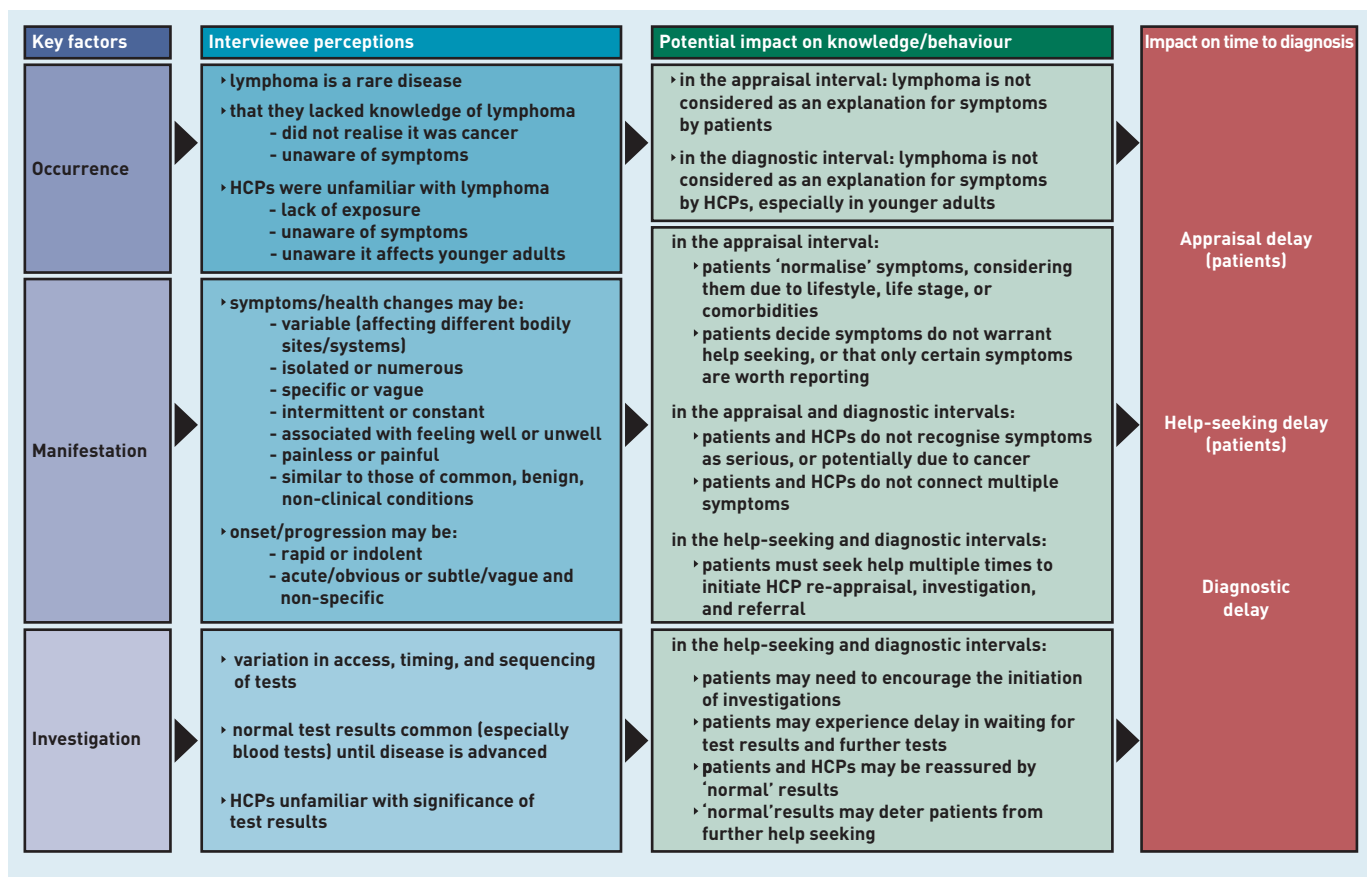 Key factors
Interviewee perceptions
Potential impact on knowledge/behaviour
Impact on time to diagnosis
Occurrence
‣ lymphoma is a rare disease
‣ that they lacked knowledge of lymphoma
- did not realise it was cancer
- unaware of symptoms
‣ HCPs were unfamiliar with lymphoma
- lack of exposure
- unaware of symptoms
- unaware it affects younger adults
‣ in the appraisal interval: lymphoma is not
considered as an explanation for symptoms
by patients
‣ in the diagnostic interval: lymphoma is not
considered as an explanation for symptoms
by HCPs, especially in younger adults
Manifestation
‣ symptoms/health changes may be:
- variable (affecting different bodily
sites/systems)
- isolated or numerous
- specific or vague
- intermittent or constant
- associated with feeling well or unwell
- painless or painful
- similar to those of common, benign,
non-clinical conditions
‣ onset/progression may be:
- rapid or indolent
- acute/obvious or subtle/vague and
non-specific
in the appraisal interval:
‣ patients ‘normalise’ symptoms, considering
them due to lifestyle, life stage, or
comorbidities
‣ patients decide symptoms do not warrant
help seeking, or that only certain symptoms
are worth reporting
in the appraisal and diagnostic intervals:
‣ patients and HCPs do not recognise symptoms
as serious, or potentially due to cancer
‣ patients and HCPs do not connect multiple
symptoms
in the help-seeking and diagnostic intervals:
‣ patients must seek help multiple times to
initiate HCP re-appraisal, investigation,
and referral
Investigation
‣ variation in access, timing, and sequencing
of tests
‣ normal test results common (especially
blood tests) until disease is advanced
‣ HCPs unfamiliar with significance of
test results
in the help-seeking and diagnostic intervals:
‣ patients may need to encourage the initiation
of investigations
‣ patients may experience delay in waiting for
test results and further tests
‣ patients and HCPs may be reassured by
‘normal’ results
‣ ‘normal’results may deter patients from
further help seeking
Appraisal delay
(patients)
Help-seeking delay
(patients)
Diagnostic
delay